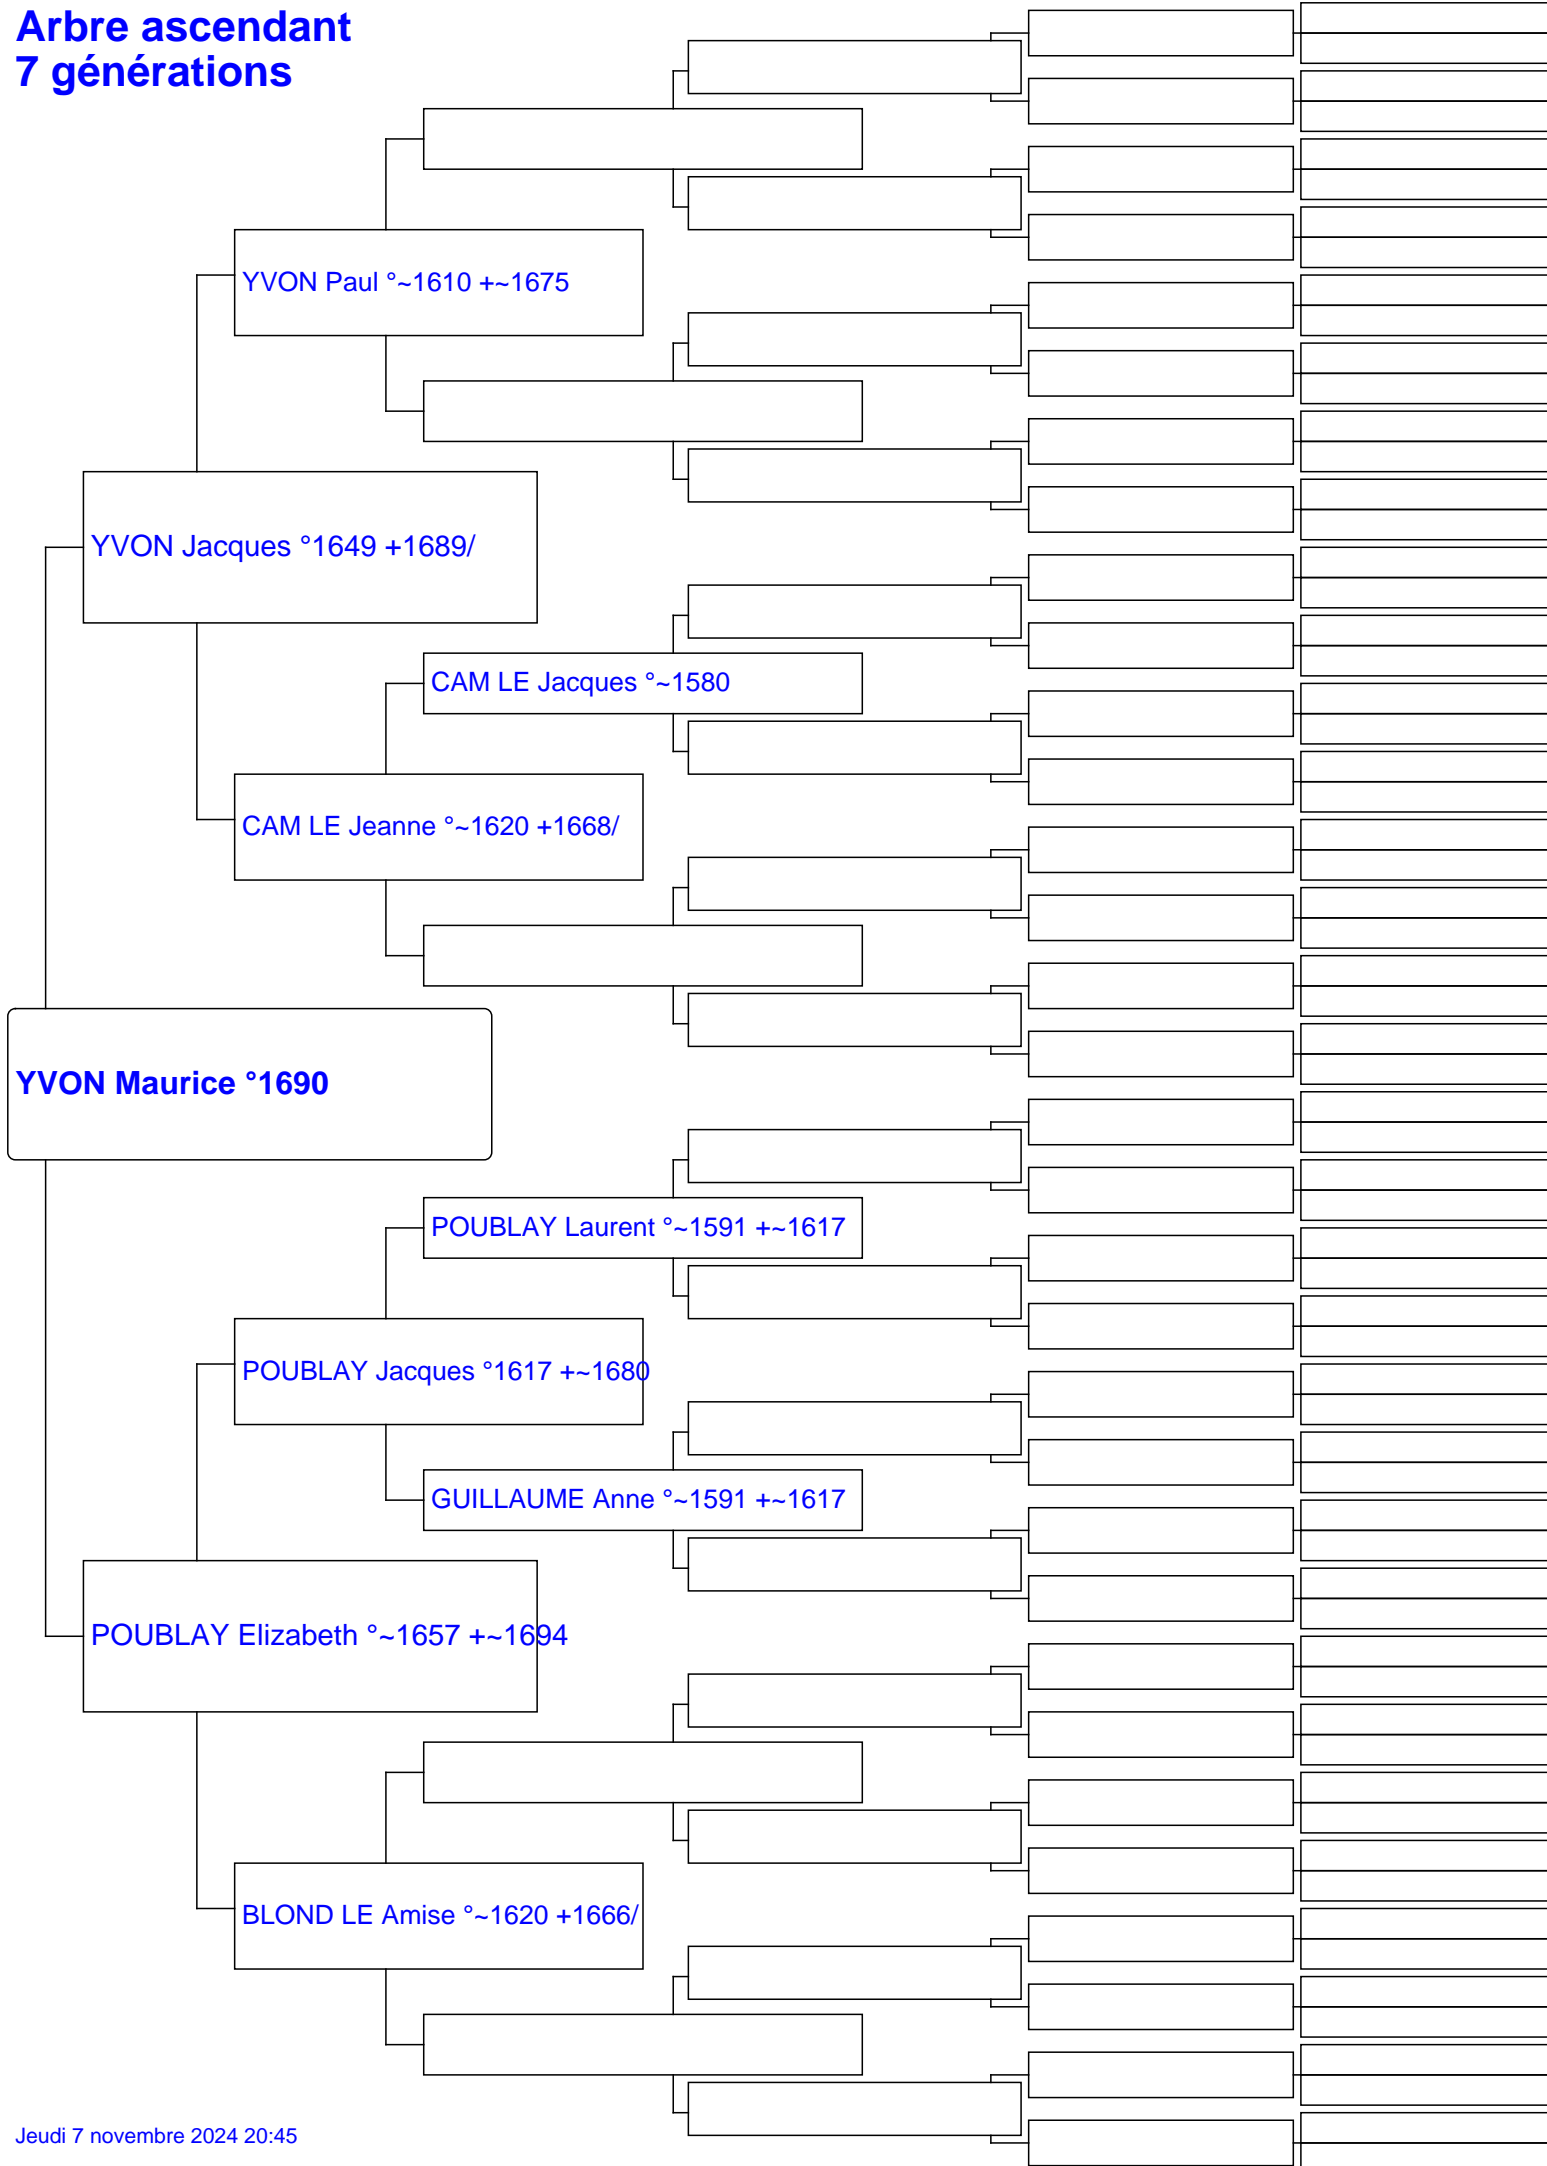 Arbre ascendant
7 générations
YVON Paul °~1610 +~1675
YVON Jacques °1649 +1689/
CAM LE Jacques °~1580
CAM LE Jeanne °~1620 +1668/
YVON Maurice °1690
POUBLAY Laurent °~1591 +~1617
POUBLAY Jacques °1617 +~1680
GUILLAUME Anne °~1591 +~1617
POUBLAY Elizabeth °~1657 +~1694
BLOND LE Amise °~1620 +1666/
Jeudi 7 novembre 2024 20:45